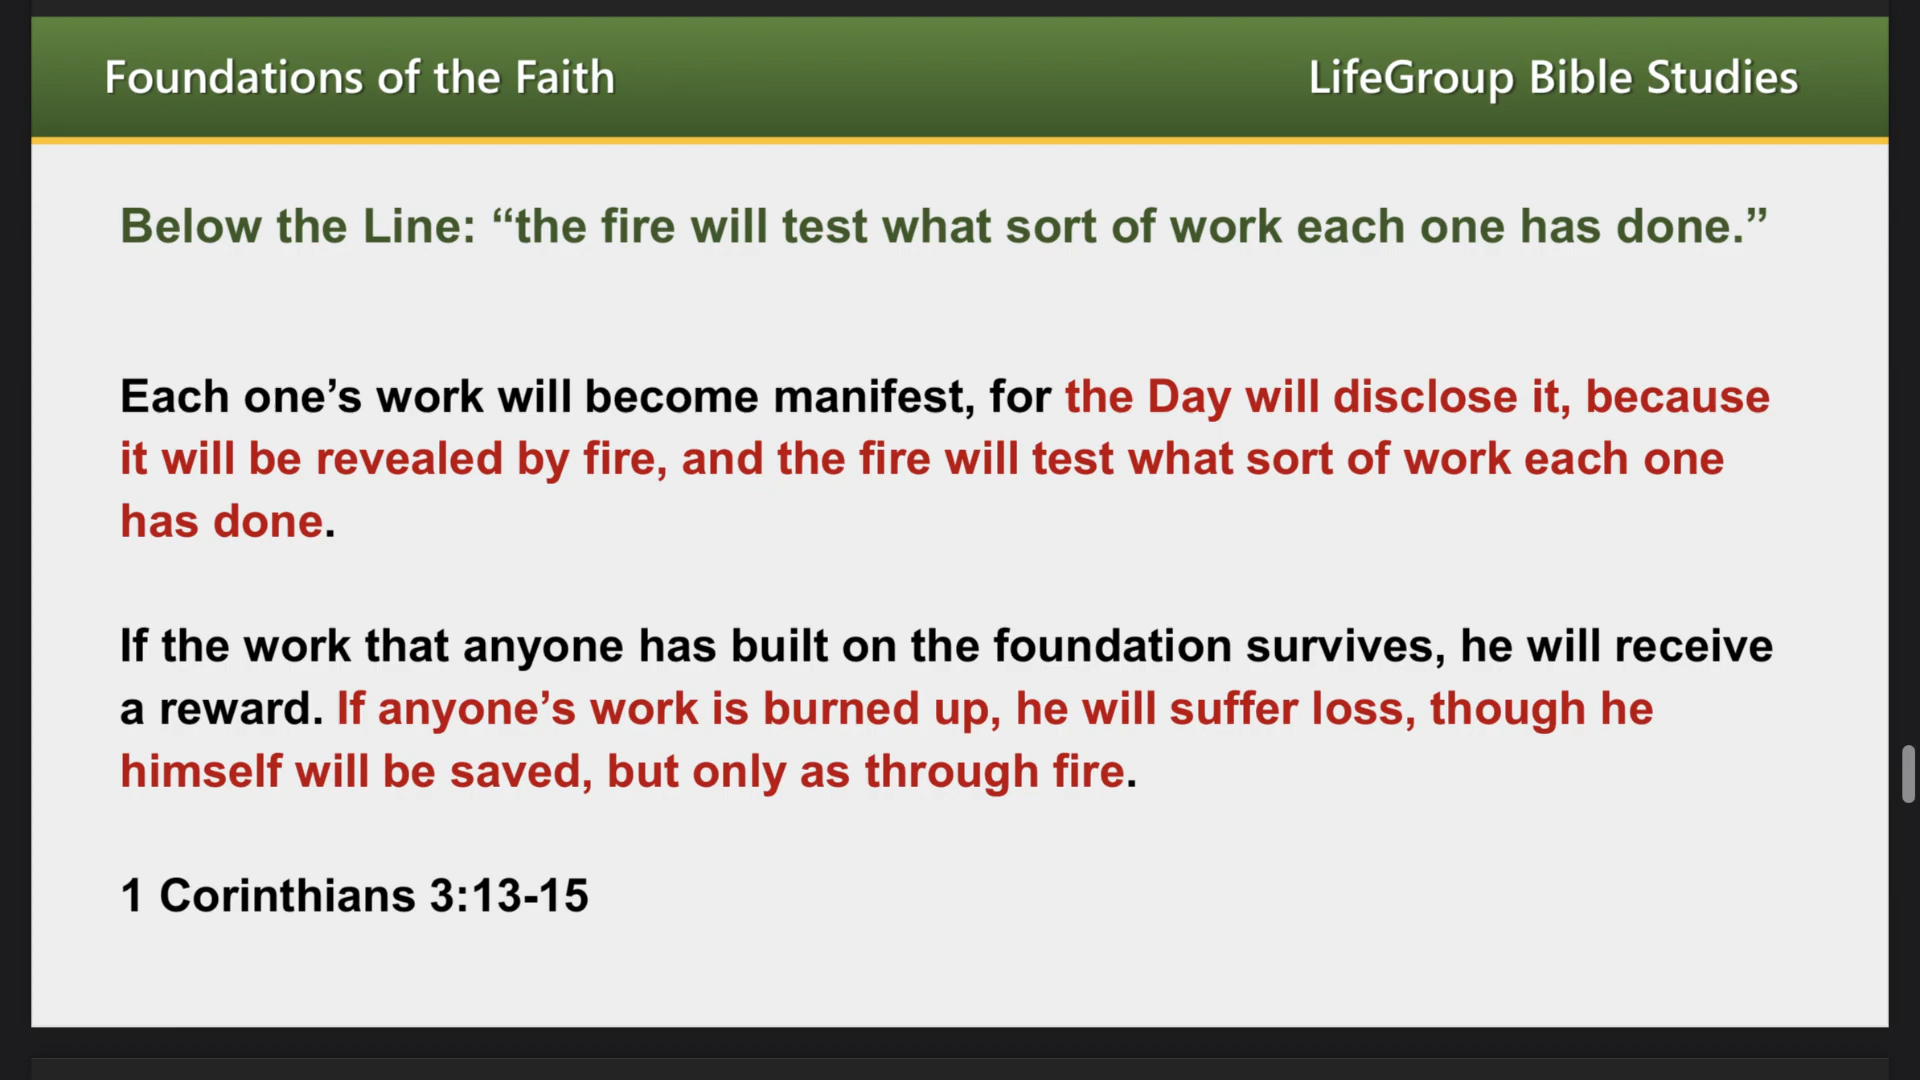 Foundations of the Faith
LifeGroup Bible Studies
Below the Line: “the fire will test what sort of work each one has done.”
Each one’s work will become manifest, for the Day will disclose it, because
it will be revealed by fire, and the fire will test what sort of work each one
has done.
If the work that anyone has built on the foundation survives, he will receive
a reward. If anyone’s work is burned up, he will suffer loss, though he
himself will be saved, but only as through fire.
1 Corinthians 3:13-15